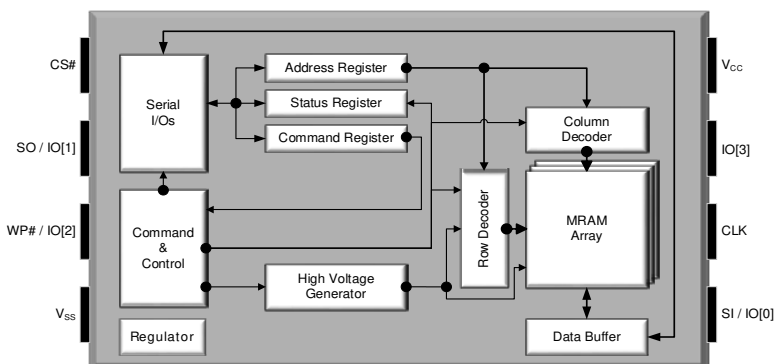 CS#
SO / IO[1]
WP# / IO[2]
VSS
Serial
I/Os
Address Register
Status Register
Command Register
Command
&
Control
High Voltage
Generator
Regulator
Row Decoder
Column
Decoder
MRAM
Array
Data Buffer
VCC
IO[3]
CLK
SI / IO[0]